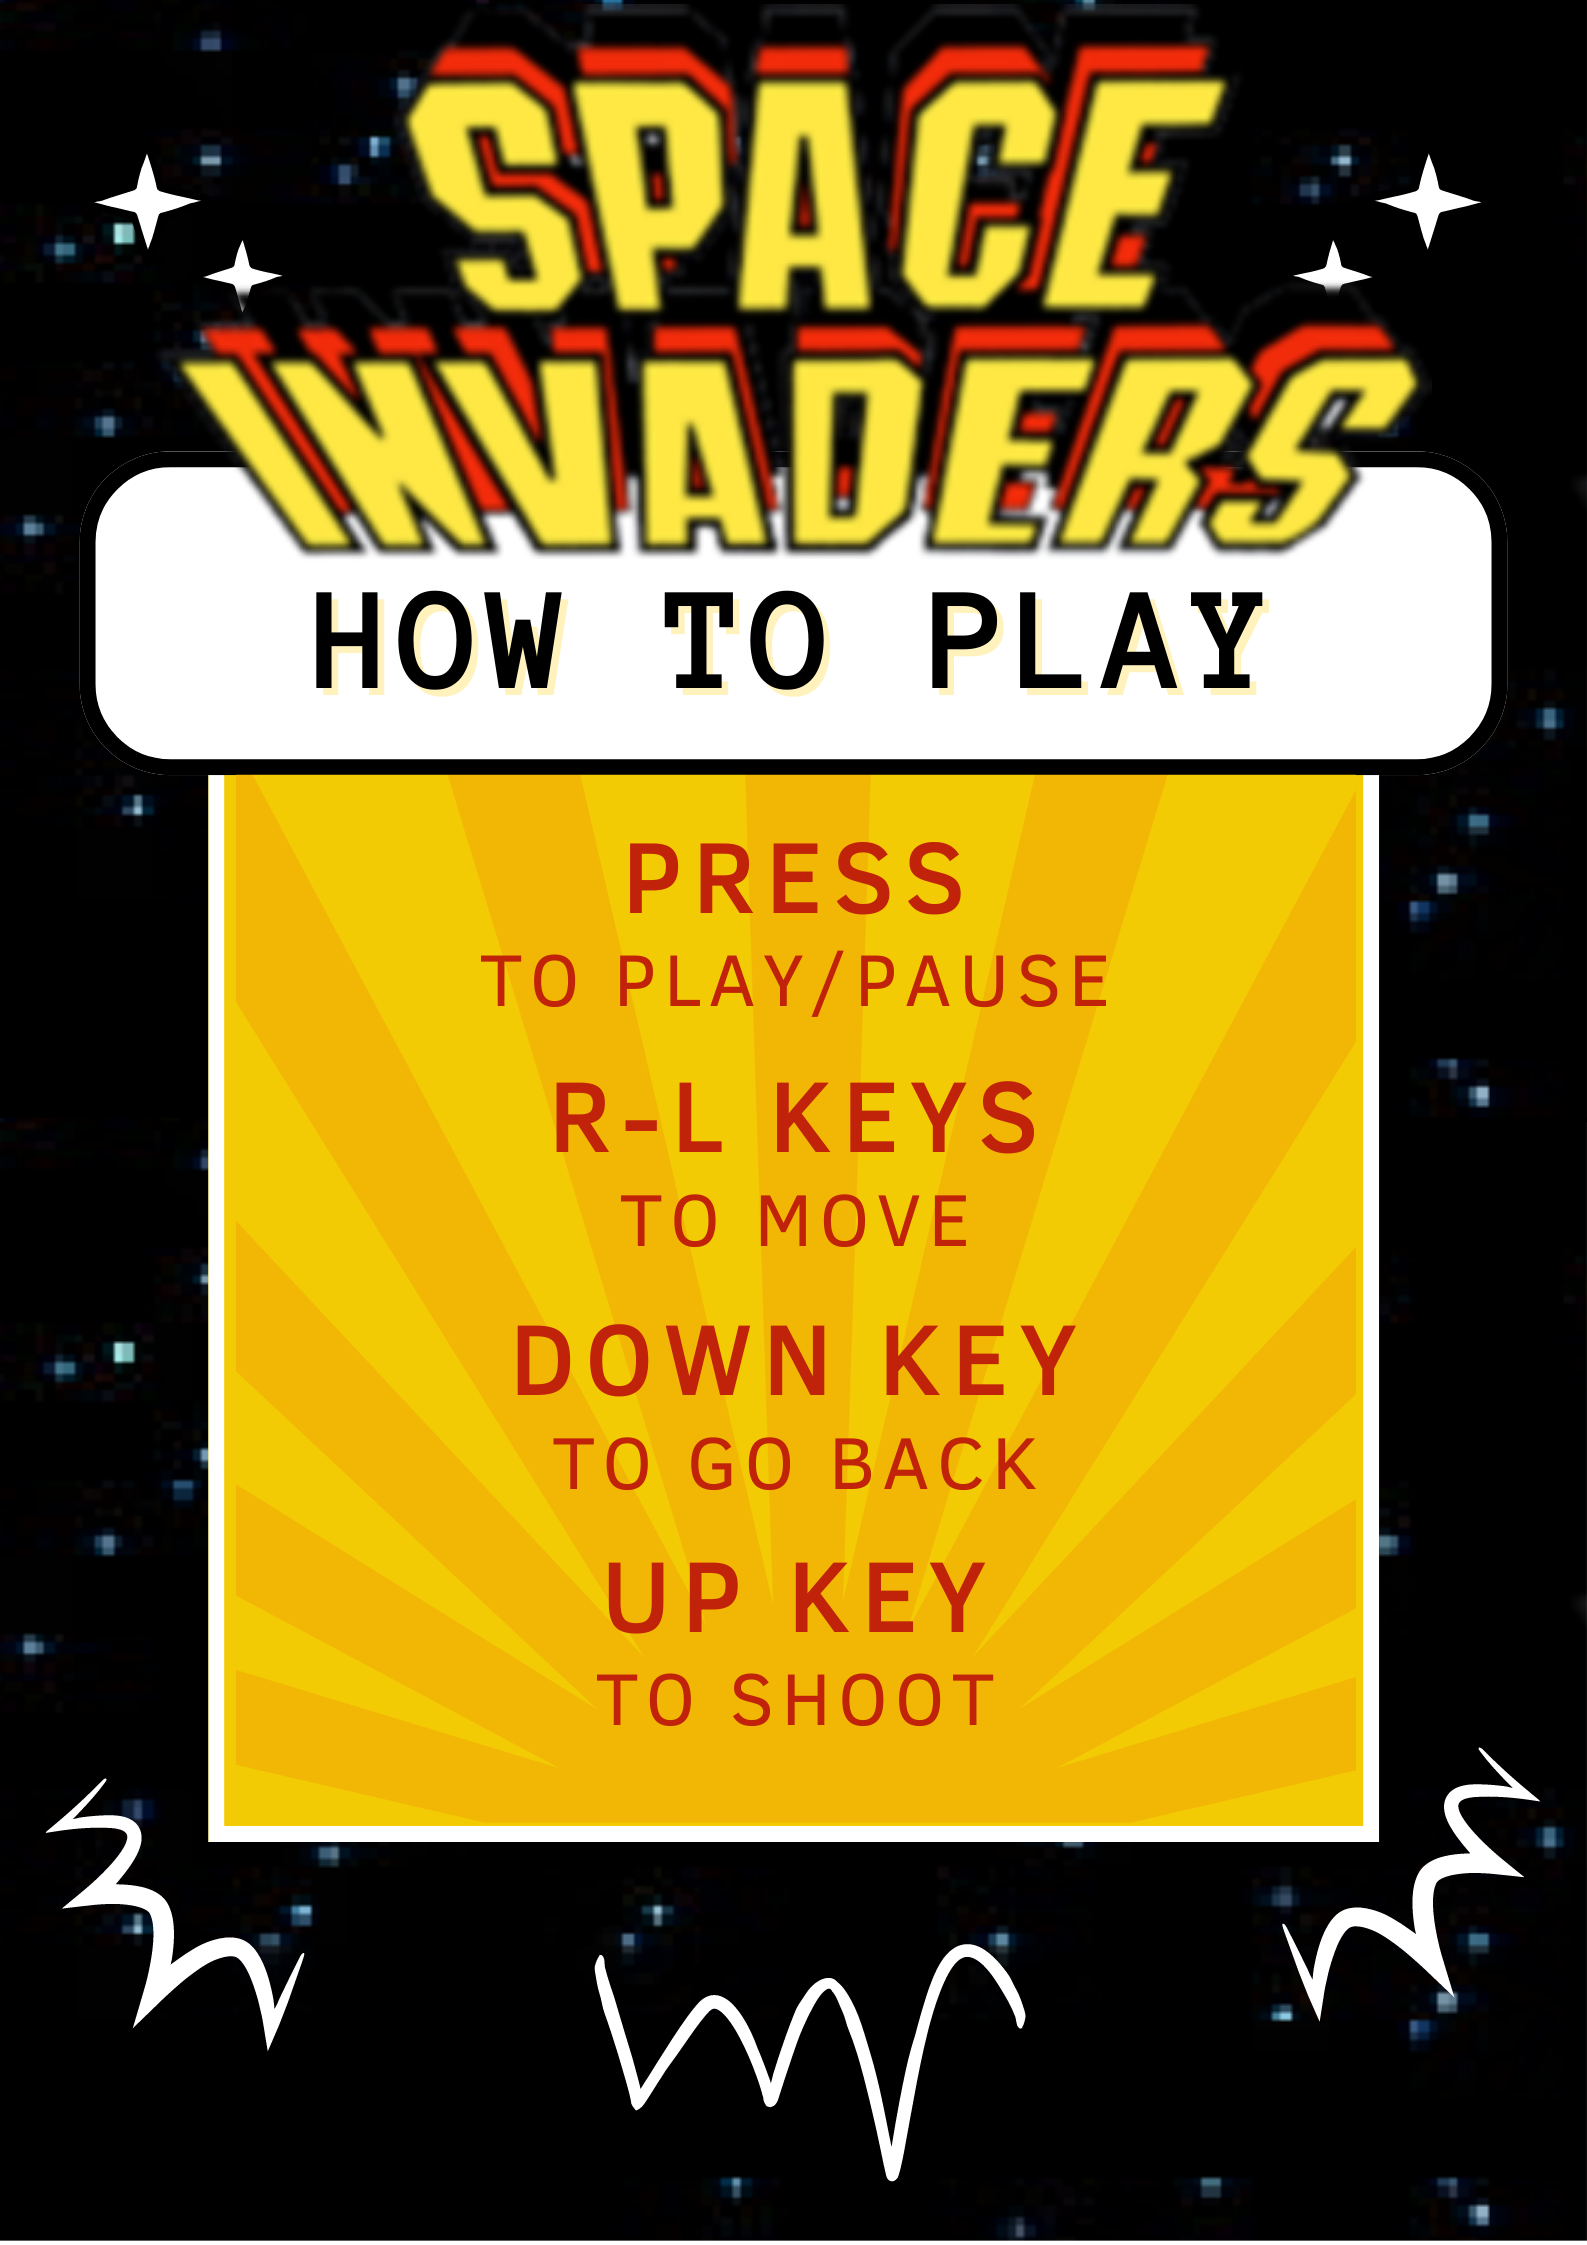 SPACE
INVADERS
HOW TO PLAY
PRESS
TO PLAY/PAUSE
R-L KEYS
TO MOVE
DOWN KEY
TO GO BACK
UP KEY
TO SHOOT